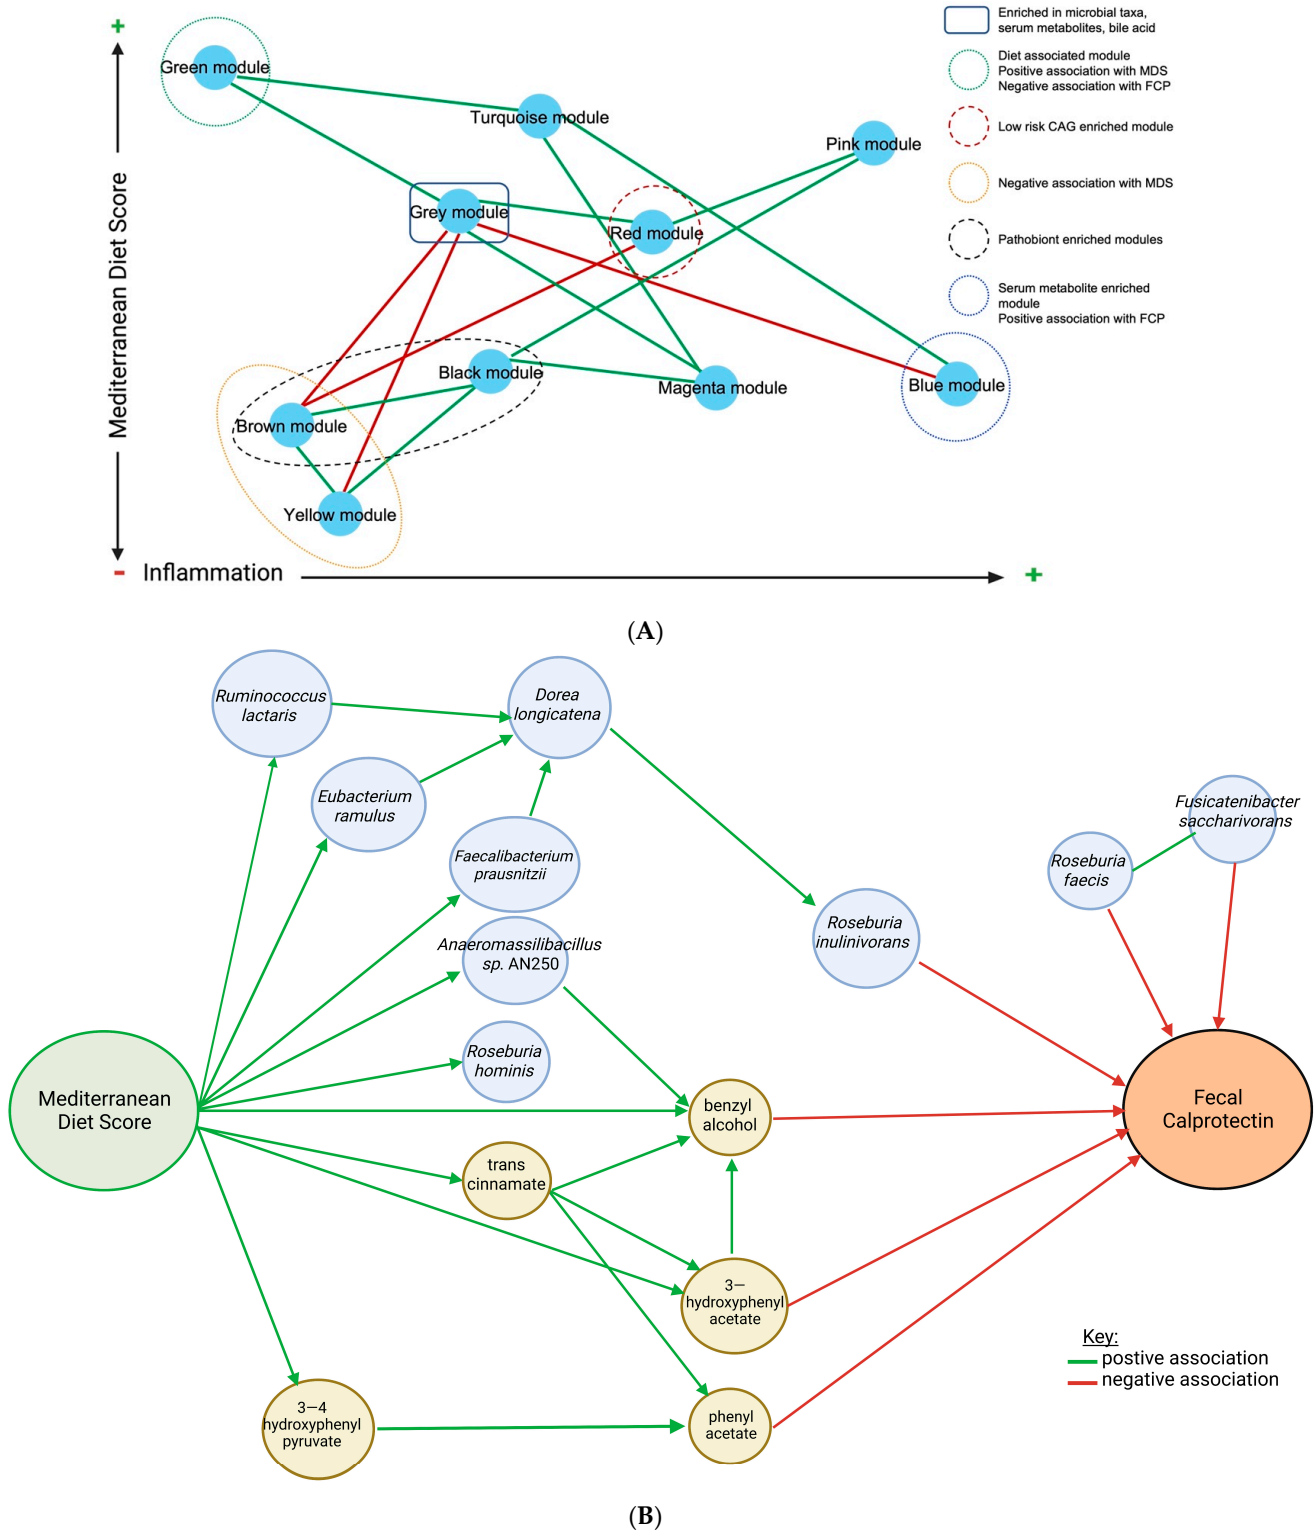 +
Green module
Turquoise module
Pink module
Grey module
Red module
Black module
Magenta module
Blue module
Brown module
Yellow module
Mediterranean Diet Score
-
Inflammation
+
Enriched in microbial taxa,
serum metabolites, bile acid
Diet associated module
Positive association with MDS
Negative association with FCP
Low risk CAG enriched module
Negative association with MDS
Pathobiont enriched modules
Serum metabolite enriched
module
Positive association with FCP
(A)
Ruminococcus
lactaris
Dorea
longicatena
Eubacterium
ramulus
Faecalibacterium
prausnitzii
Anaeromassilibacillus
sp. AN250
Roseburia
hominis
Roseburia
inulinivorans
Roseburia
faecis
Fusicatenibacter
saccharivorans
Mediterranean
Diet Score
benzyl
alcohol
Fecal
Calprotectin
trans
cinnamate
3–
hydroxyphenyl
acetate
3–4
hydroxyphenyl
pyruvate
phenyl
acetate
Key:
postive association
negative association
(B)